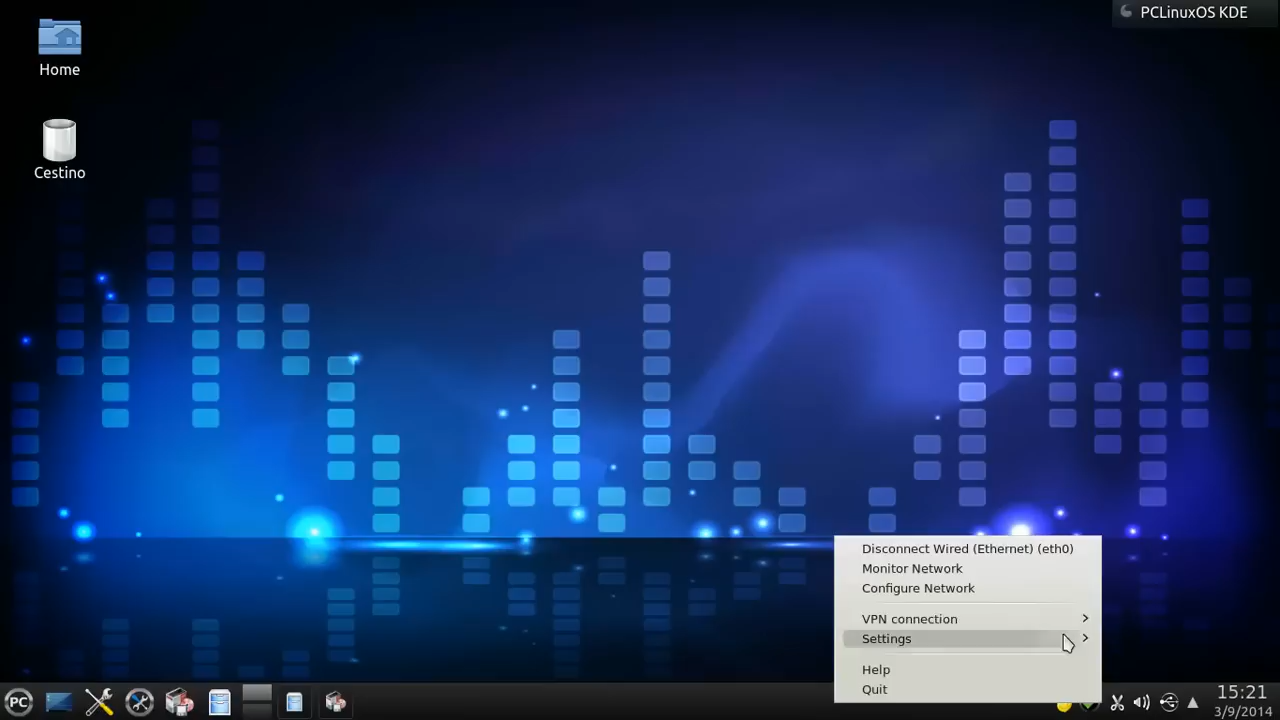 PCLinuxOS KDE
Home
Cestino
Disconnect Wired (Ethernet) (eth0)
Monitor Network
Configure Network
VPN connection
Settings
Help
Quit
PC
15:21
3/9/2014